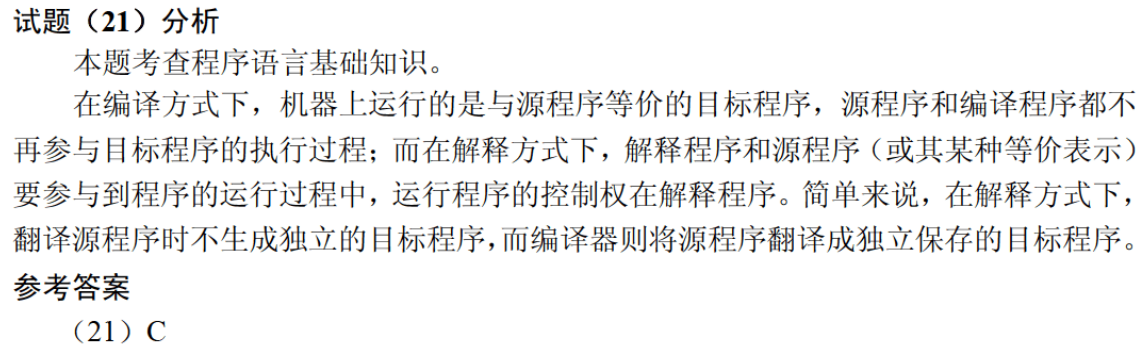 试题（21）分析
本题考查程序语言基础知识。
在编译方式下，机器上运行的是与源程序等价的目标程序，源程序和编译程序都不
再参与目标程序的执行过程；而在解释方式下，解释程序和源程序（或其某种等价表示）
要参与到程序的运行过程中，运行程序的控制权在解释程序。简单来说，在解释方式下，
翻译源程序时不生成独立的目标程序，而编译器则将源程序翻译成独立保存的目标程序。
参考答案
（21）C